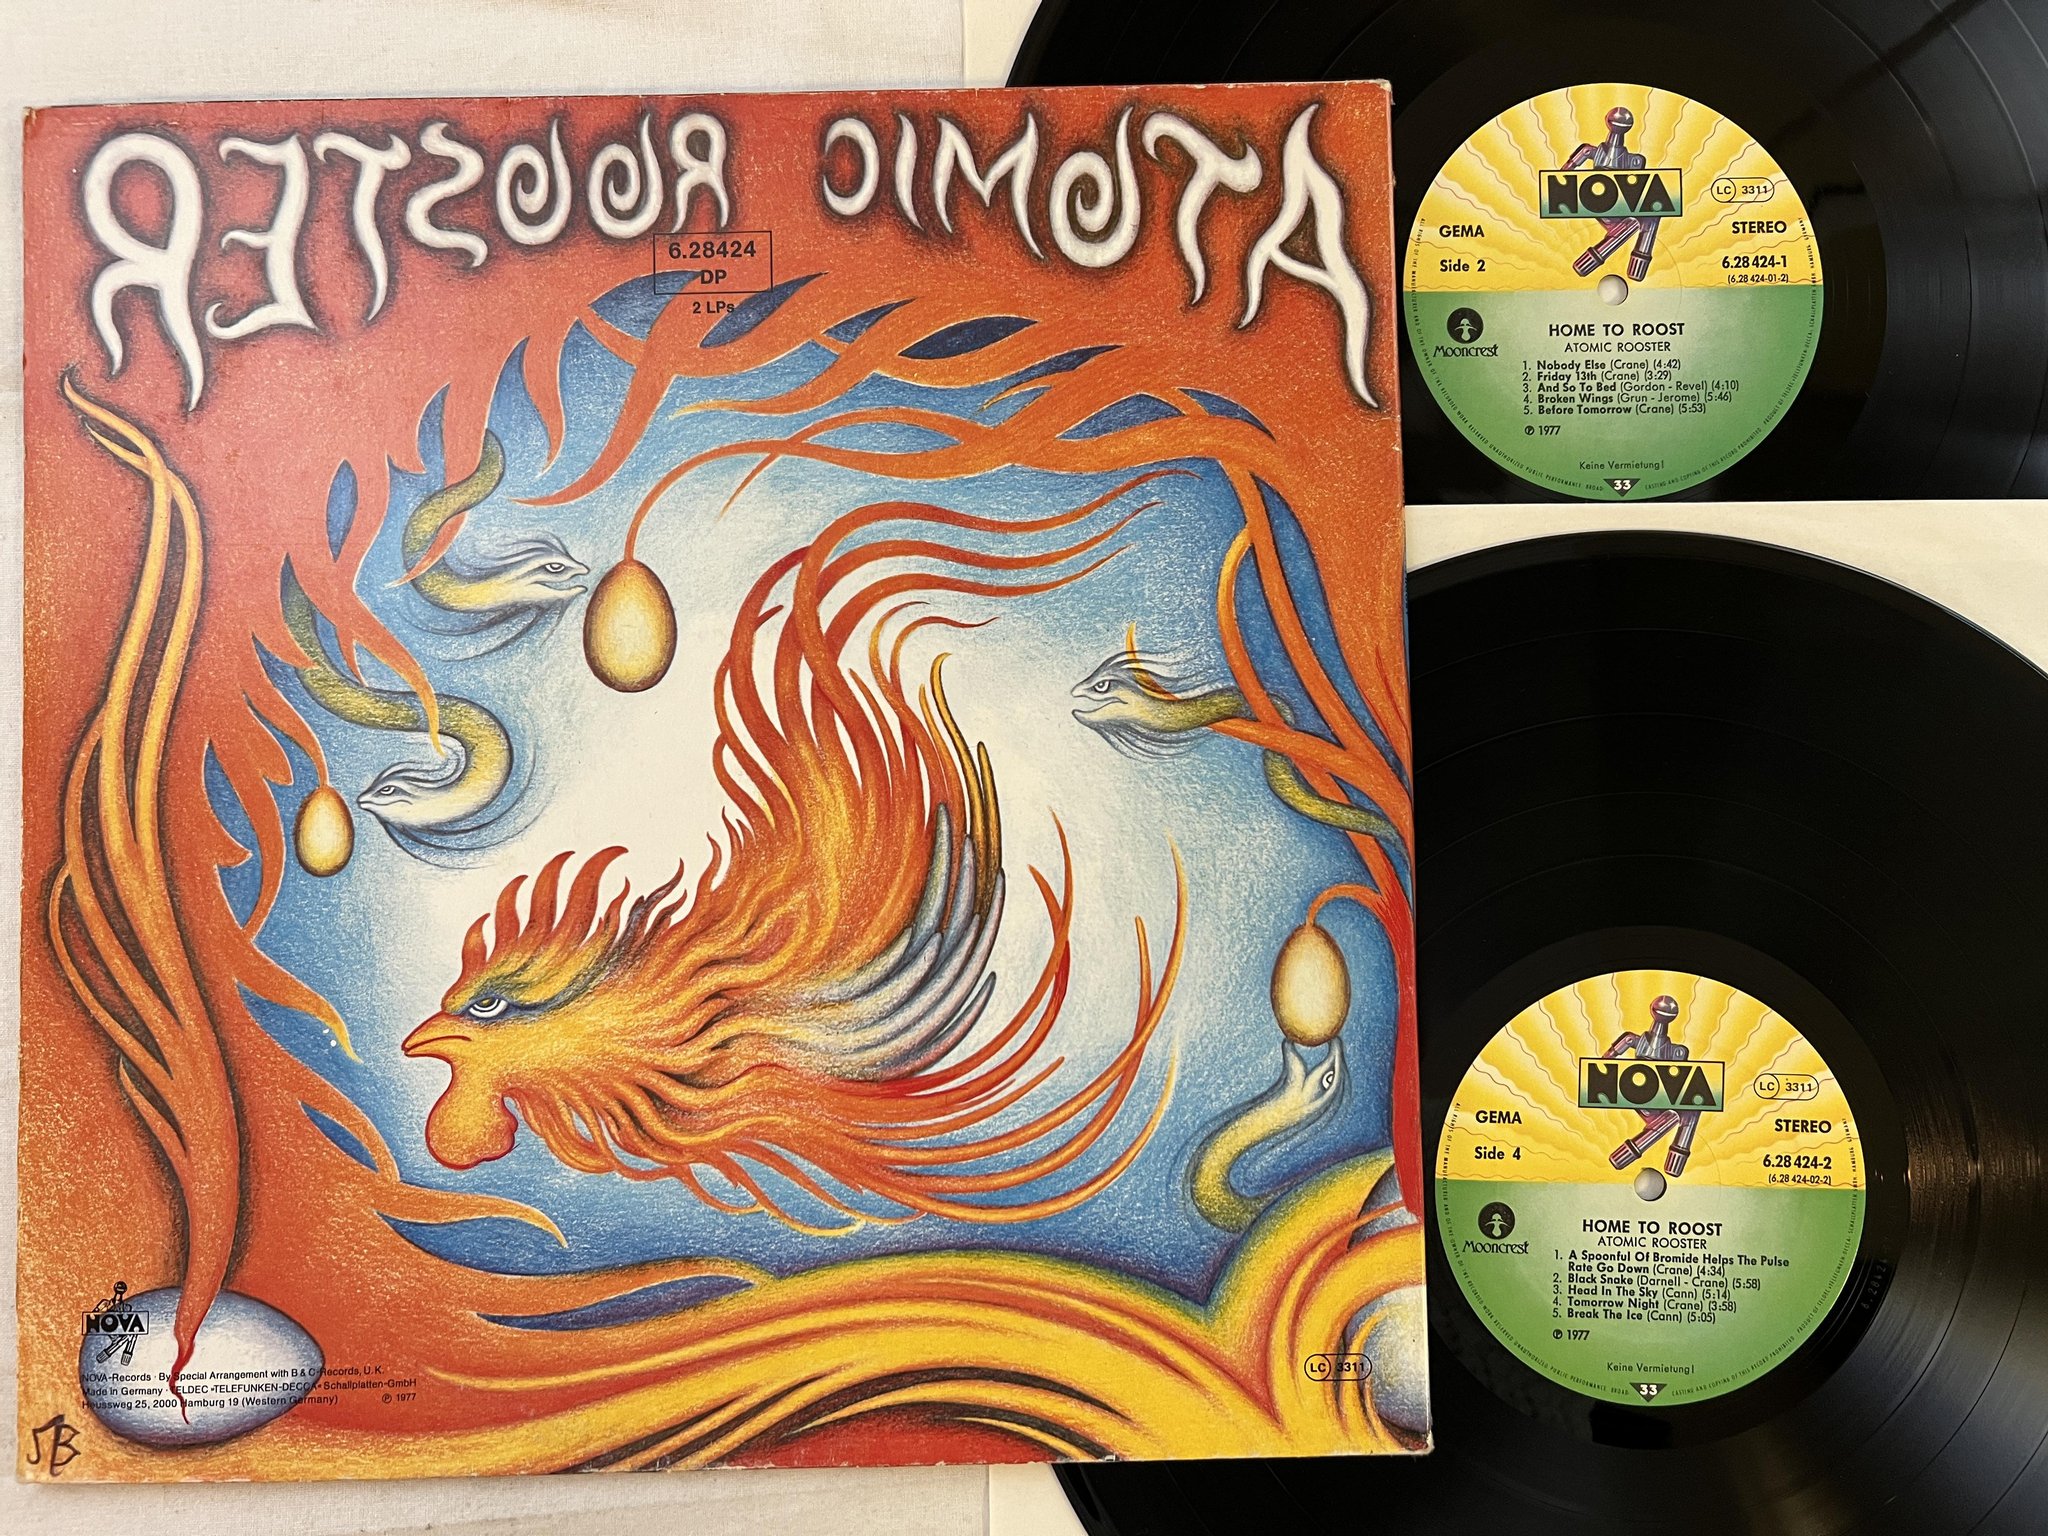 ATOMIC ROOSTER
6.28424
DP
2 LPs
NOVA
NOVA-Records · By Special Arrangement with B & C-Records, U.K.
Made in Germany · TELDEC »TELEFUNKEN-DECCA« Schallplatten-GmbH
Heussweg 25, 2000 Hamburg 19 (Western Germany) ℗ 1977
LC 3311
JB
NOVA
LC 3311
GEMA
STEREO
Side 2
6.28 424-1
(6.28 424-01-2)
Mooncrest
HOME TO ROOST
ATOMIC ROOSTER
1. Nobody Else (Crane) (4:42)
2. Friday 13th (Crane) (3:29)
3. And So To Bed (Gordon - Revel) (4:10)
4. Broken Wings (Grun - Jerome) (5:46)
5. Before Tomorrow (Crane) (5:53)
℗ 1977
Keine Vermietung!
33
NOVA
LC 3311
GEMA
STEREO
Side 4
6.28 424-2
(6.28 424-02-2)
Mooncrest
HOME TO ROOST
ATOMIC ROOSTER
1. A Spoonful Of Bromide Helps The Pulse
Rate Go Down (Crane) (4:34)
2. Black Snake (Darnell - Crane) (5:58)
3. Head In The Sky (Cann) (5:14)
4. Tomorrow Night (Crane) (3:58)
5. Break The Ice (Cann) (5:05)
℗ 1977
Keine Vermietung!
33